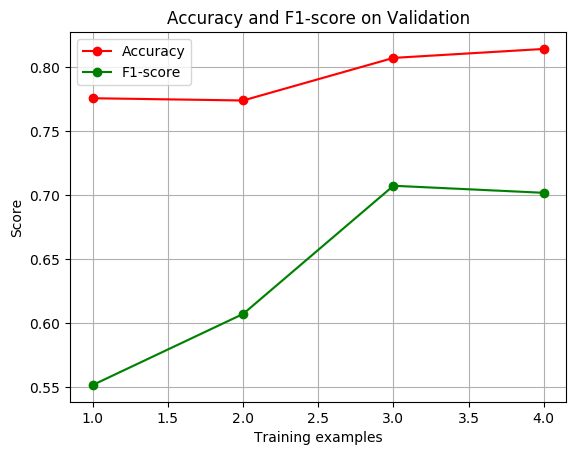 Accuracy and F1-score on Validation
Accuracy
F1-score
0.80
0.75
0.70
0.65
0.60
0.55
Score
1.0 1.5 2.0 2.5 3.0 3.5 4.0
Training examples